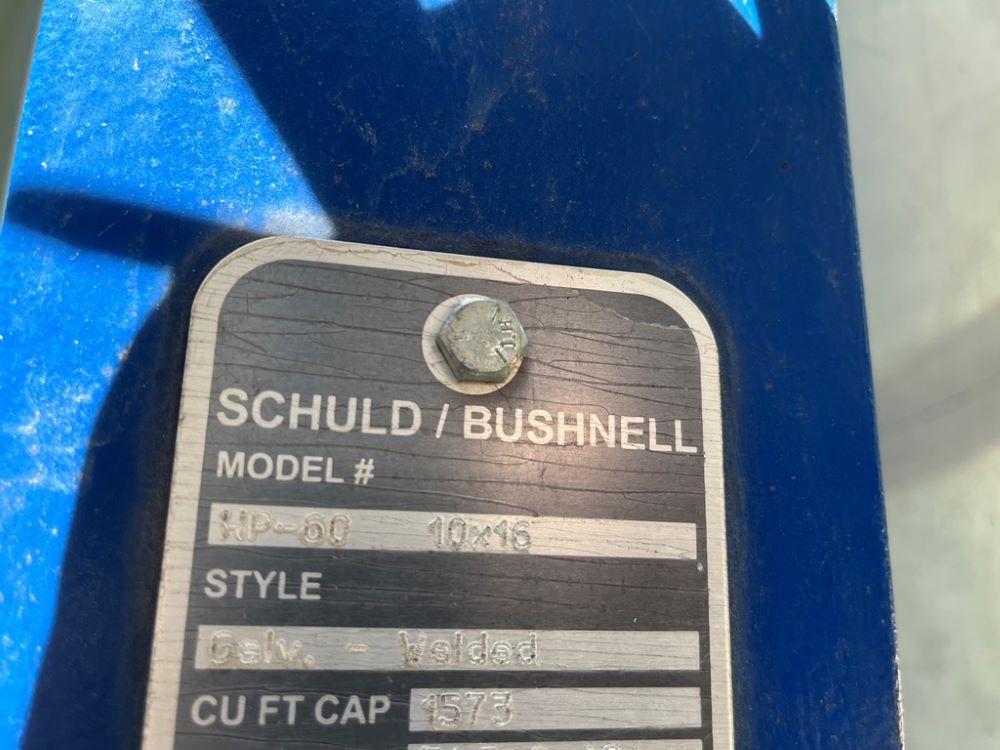 SCHULD / BUSHNELL
MODEL #
HP-60 10x16
STYLE
Galv. - Welded
CU FT CAP 1573